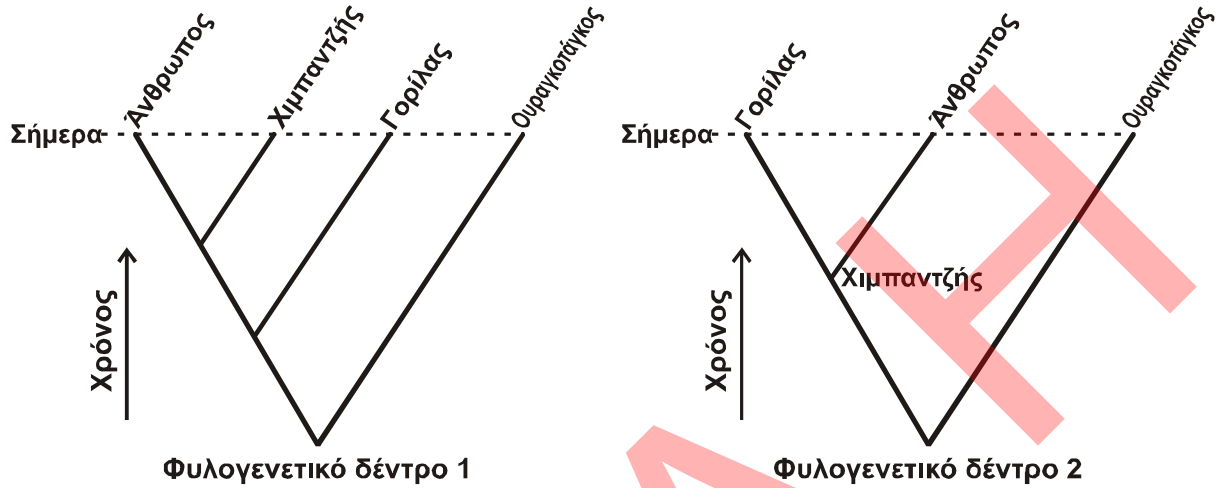 Άνθρωπος
Χιμπαντζής
Γορίλας
Ουραγκοτάγκος
Σήμερα
Χρόνος
Φυλογενετικό δέντρο 1
Γορίλας
Άνθρωπος
Ουραγκοτάγκος
Σήμερα
Χιμπαντζής
Χρόνος
Φυλογενετικό δέντρο 2